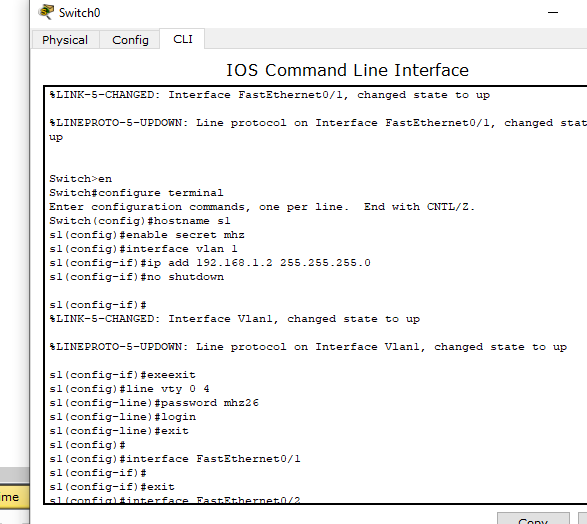 Switch0
Physical Config CLI
IOS Command Line Interface
%LINK-5-CHANGED: Interface FastEthernet0/1, changed state to up
%LINEPROTO-5-UPDOWN: Line protocol on Interface FastEthernet0/1, changed stat
up
Switch>en
Switch#configure terminal
Enter configuration commands, one per line.  End with CNTL/Z.
Switch(config)#hostname s1
s1(config)#enable secret mhz
s1(config)#interface vlan 1
s1(config-if)#ip add 192.168.1.2 255.255.255.0
s1(config-if)#no shutdown
s1(config-if)#
%LINK-5-CHANGED: Interface Vlan1, changed state to up
%LINEPROTO-5-UPDOWN: Line protocol on Interface Vlan1, changed state to up
s1(config-if)#exeexit
s1(config)#line vty 0 4
s1(config-line)#password mhz26
s1(config-line)#login
s1(config-line)#exit
s1(config)#
s1(config)#interface FastEthernet0/1
s1(config-if)#
s1(config-if)#exit
s1(config)#interface FastEthernet0/2
ime
Copy